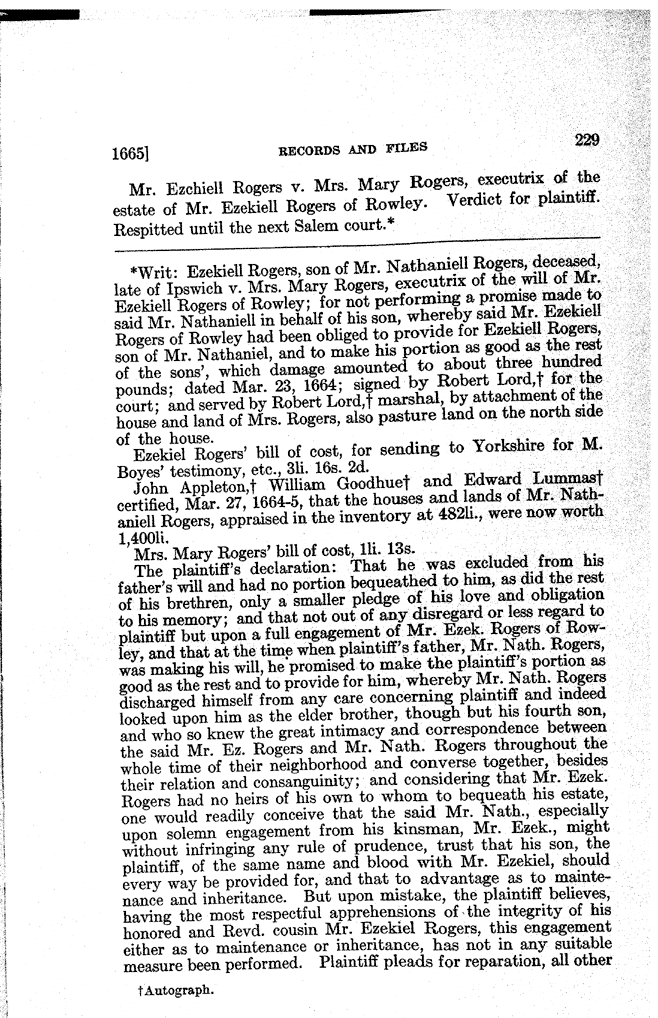 1665] RECORDS AND FILES 229
Mr. Ezchiell Rogers v. Mrs. Mary Rogers, executrix of the
estate of Mr. Ezekiell Rogers of Rowley. Verdict for plaintiff.
Respitted until the next Salem court.*
*Writ: Ezekiell Rogers, son of Mr. Nathaniell Rogers, deceased,
late of Ipswich v. Mrs. Mary Rogers, executrix of the will of Mr.
Ezekiell Rogers of Rowley; for not performing a promise made to
said Mr. Nathaniell in behalf of his son, whereby said Mr. Ezekiell
Rogers of Rowley had been obliged to provide for Ezekiell Rogers,
son of Mr. Nathaniel, and to make his portion as good as the rest
of the sons', which damage amounted to about three hundred
pounds; dated Mar. 23, 1664; signed by Robert Lord,† for the
court; and served by Robert Lord,† marshal, by attachment of the
house and land of Mrs. Rogers, also pasture land on the north side
of the house.
Ezekiel Rogers' bill of cost, for sending to Yorkshire for M.
Boyes' testimony, etc., 3li. 16s. 2d.
John Appleton,† William Goodhue† and Edward Lummas†
certified, Mar. 27, 1664-5, that the houses and lands of Mr. Nath-
aniell Rogers, appraised in the inventory at 482li., were now worth
1,400li.
Mrs. Mary Rogers' bill of cost, 1li. 13s.
The plaintiff's declaration: That he was excluded from his
father's will and had no portion bequeathed to him, as did the rest
of his brethren, only a smaller pledge of his love and obligation
to his memory; and that not out of any disregard or less regard to
plaintiff but upon a full engagement of Mr. Ezek. Rogers of Row-
ley, and that at the time when plaintiff's father, Mr. Nath. Rogers,
was making his will, he promised to make the plaintiff's portion as
good as the rest and to provide for him, whereby Mr. Nath. Rogers
discharged himself from any care concerning plaintiff and indeed
looked upon him as the elder brother, though but his fourth son,
and who so knew the great intimacy and correspondence between
the said Mr. Ez. Rogers and Mr. Nath. Rogers throughout the
whole time of their neighborhood and converse together, besides
their relation and consanguinity; and considering that Mr. Ezek.
Rogers had no heirs of his own to whom to bequeath his estate,
one would readily conceive that the said Mr. Nath., especially
upon solemn engagement from his kinsman, Mr. Ezek., might
without infringing any rule of prudence, trust that his son, the
plaintiff, of the same name and blood with Mr. Ezekiel, should
every way be provided for, and that to advantage as to mainte-
nance and inheritance. But upon mistake, the plaintiff believes,
having the most respectful apprehensions of the integrity of his
honored and Revd. cousin Mr. Ezekiel Rogers, this engagement
either as to maintenance or inheritance, has not in any suitable
measure been performed. Plaintiff pleads for reparation, all other
†Autograph.